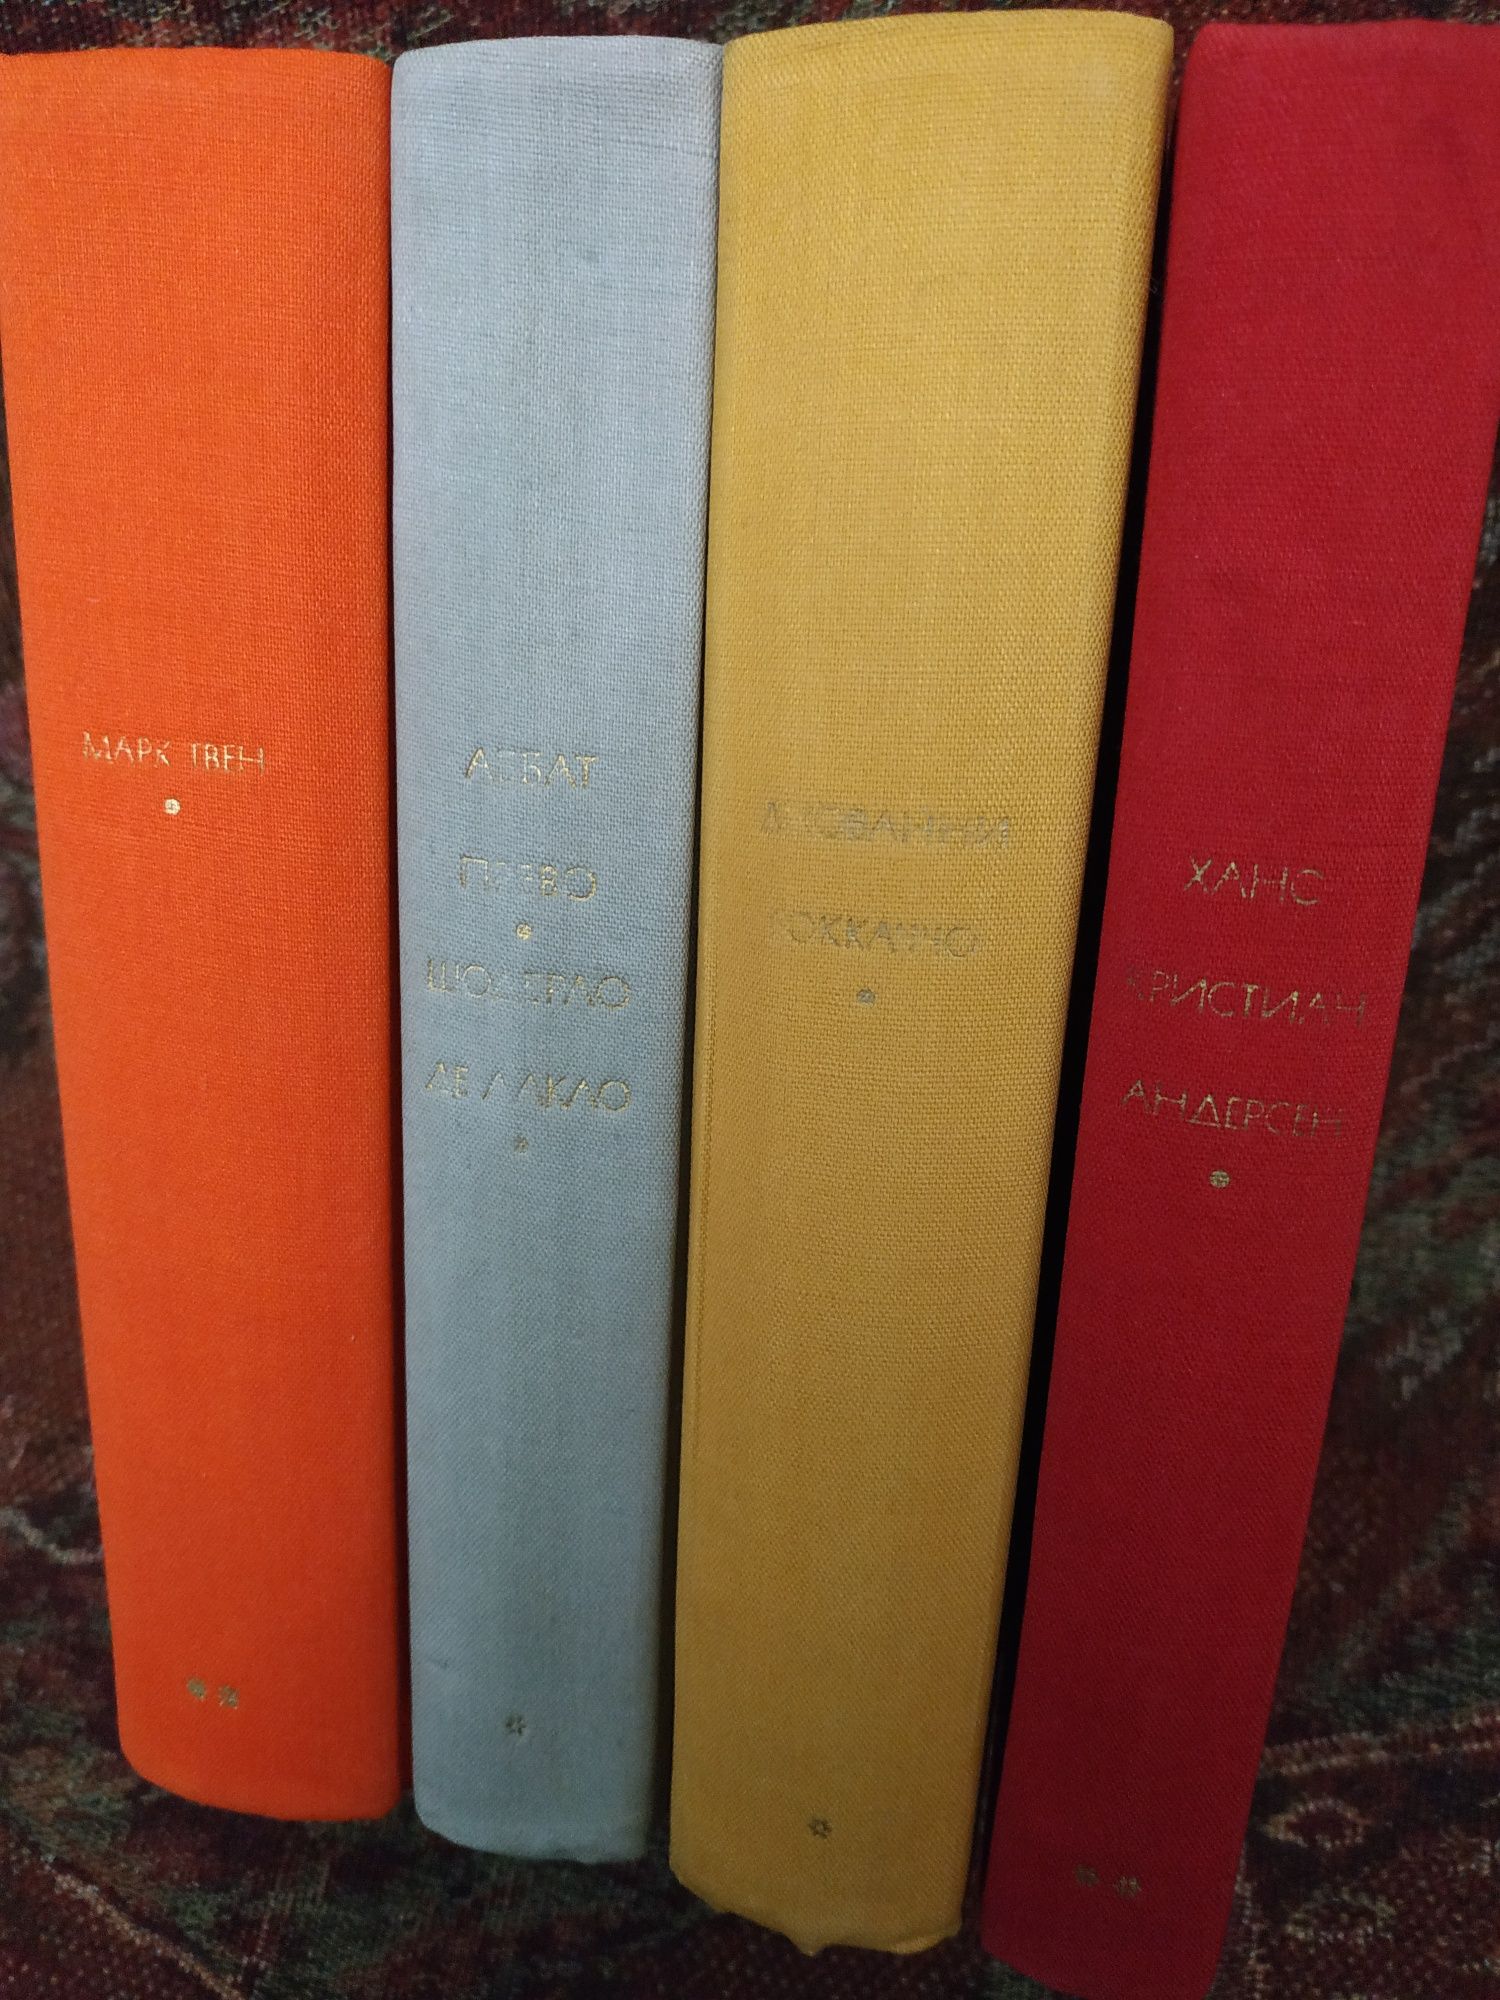 МАРК ТВЕН
АББАТ
ПРЕВО
ШОДЕРЛО
ДЕ ЛАКЛО
ДЖОВАННИ
БОККАЧЧО
ХАНС
КРИСТИАН
АНДЕРСЕН